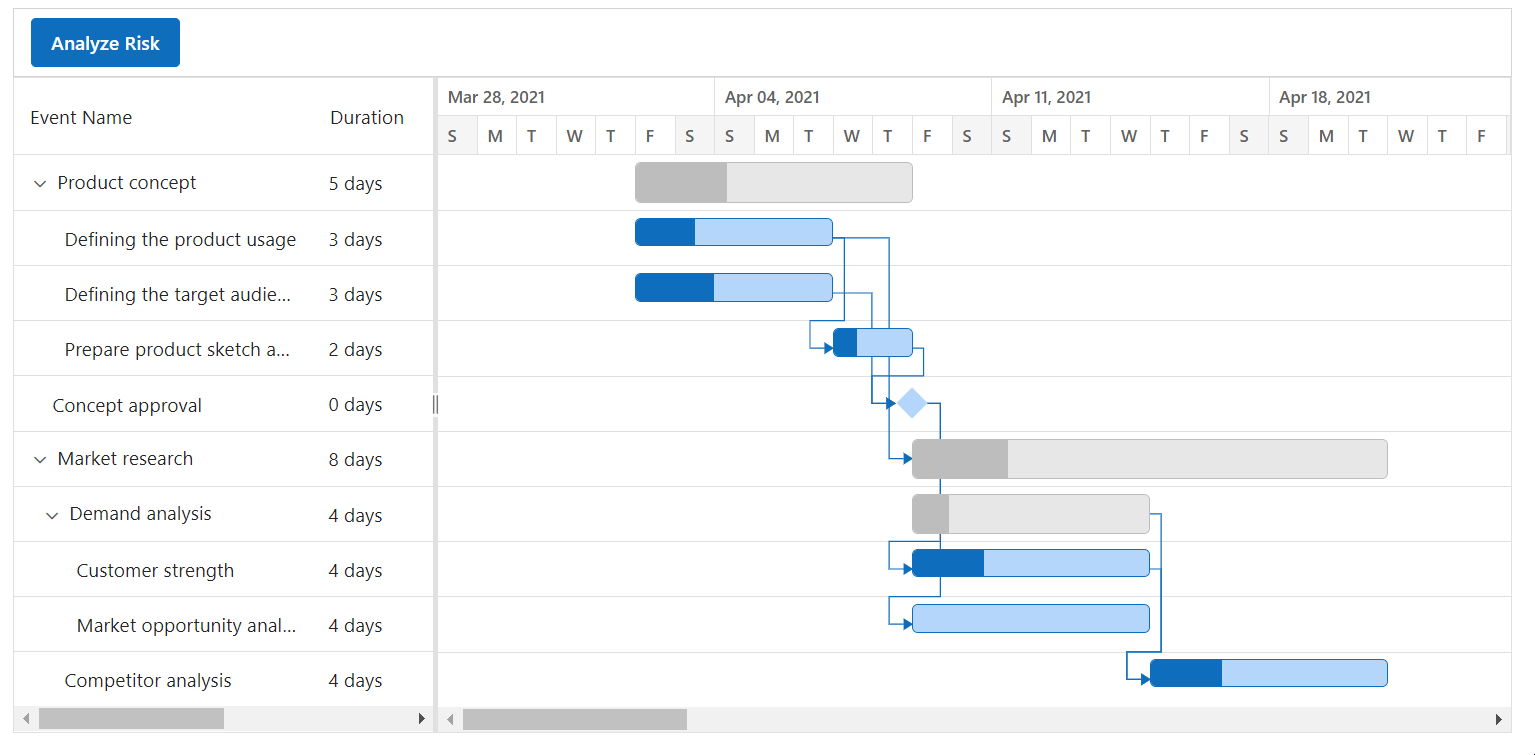 Analyze Risk
Event Name Duration Mar 28, 2021 Apr 04, 2021 Apr 11, 2021 Apr 18, 2021
S M T W T F S S M T W T F S S M T W T F S S M T W T F
Product concept 5 days
Defining the product usage 3 days
Defining the target audie... 3 days
Prepare product sketch a... 2 days
Concept approval 0 days
Market research 8 days
Demand analysis 4 days
Customer strength 4 days
Market opportunity anal... 4 days
Competitor analysis 4 days